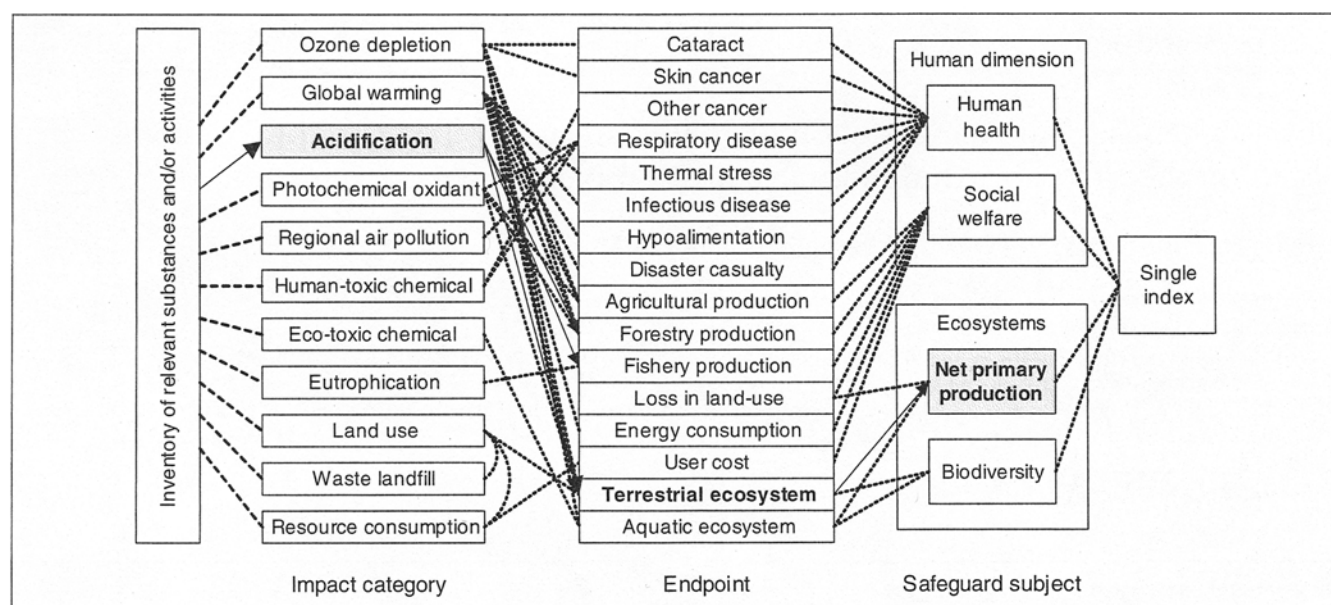 Inventory of relevant substances and/or activities
Ozone depletion
Global warming
Acidification
Photochemical oxidant
Regional air pollution
Human-toxic chemical
Eco-toxic chemical
Eutrophication
Land use
Waste landfill
Resource consumption
Impact category
Cataract
Skin cancer
Other cancer
Respiratory disease
Thermal stress
Infectious disease
Hypoalimentation
Disaster casualty
Agricultural production
Forestry production
Fishery production
Loss in land-use
Energy consumption
User cost
Terrestrial ecosystem
Aquatic ecosystem
Endpoint
Human dimension
Human
health
Social
welfare
Ecosystems
Net primary
production
Biodiversity
Safeguard subject
Single
index